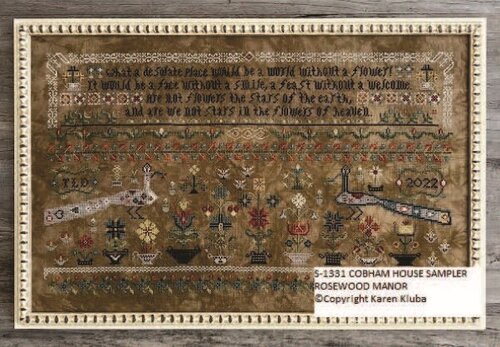 What a desolate place would be a world without a flower!
It would be a face without a smile, a feast without a welcome.
Are not flowers the stars of the earth,
and are we not stars in the flowers of heaven.
TLD
2022
S-1331 COBHAM HOUSE SAMPLER
ROSEWOOD MANOR
©Copyright Karen Kluba